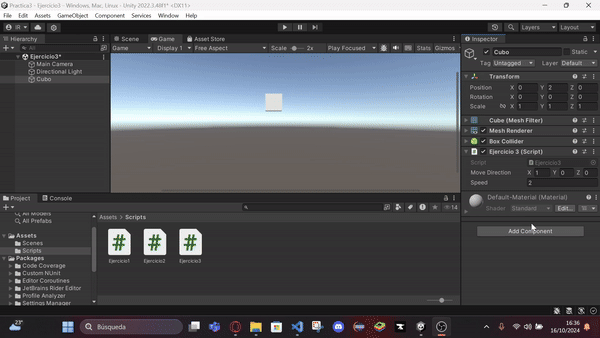 Practica3 - Ejercicio3 - Windows, Mac, Linux - Unity 2022.3.40f1* <DX11>
File Edit Assets GameObject Component Services Window Help
IR
Layers Layout
Hierarchy
All
Ejercicio3*
Main Camera
Directional Light
Cubo
Scene Game Asset Store
Game Display 1 Free Aspect Scale 2x Play Focused Stats Gizmos
Inspector
Cubo Static
Tag Untagged Layer Default
Transform
Position X 0 Y 2 Z 0
Rotation X 0 Y 0 Z 0
Scale X 1 Y 1 Z 1
Cube (Mesh Filter)
Mesh Renderer
Box Collider
Ejercicio 3 (Script)
Script Ejercicio3
Move Direction X 1 Y 0 Z 0
Speed 2
Default-Material (Material)
Shader Standard Edit...
Add Component
Project Console
14
All Models
All Prefabs
Assets
Scenes
Scripts
Packages
Code Coverage
Custom NUnit
Editor Coroutines
JetBrains Rider Editor
Profile Analyzer
Settings Manager
Assets > Scripts
Ejercicio1 Ejercicio2 Ejercicio3
23°
Búsqueda
16:36
16/10/2024